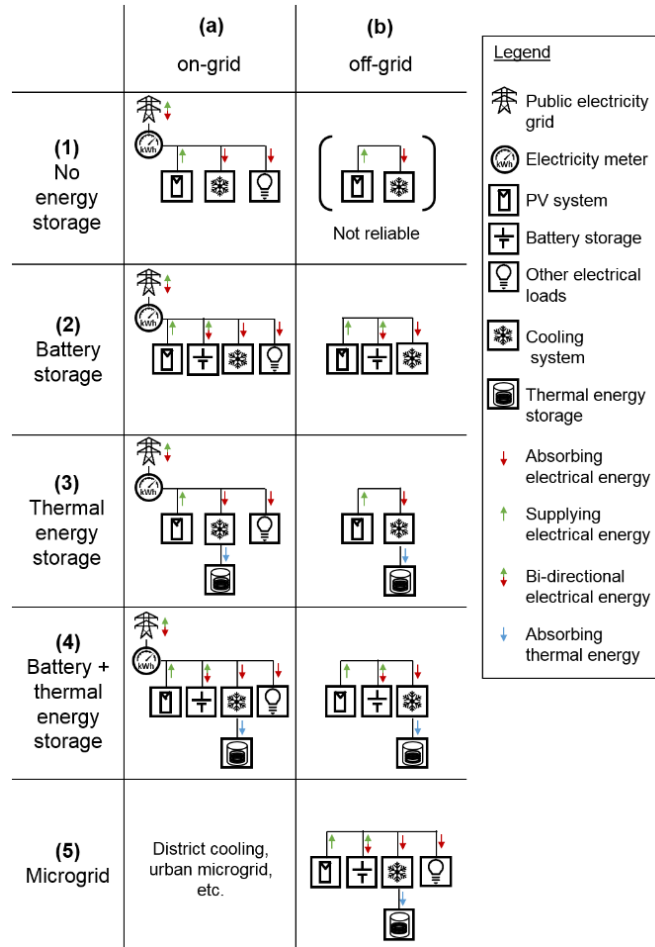 (a)
on-grid
(b)
off-grid
(1)
No
energy
storage
kWh
Not reliable
(2)
Battery
storage
kWh
(3)
Thermal
energy
storage
kWh
(4)
Battery +
thermal
energy
storage
kWh
(5)
Microgrid
District cooling,
urban microgrid,
etc.
Legend
Public electricity
grid
kWh
Electricity meter
PV system
Battery storage
Other electrical
loads
Cooling
system
Thermal energy
storage
Absorbing
electrical energy
Supplying
electrical energy
Bi-directional
electrical energy
Absorbing
thermal energy